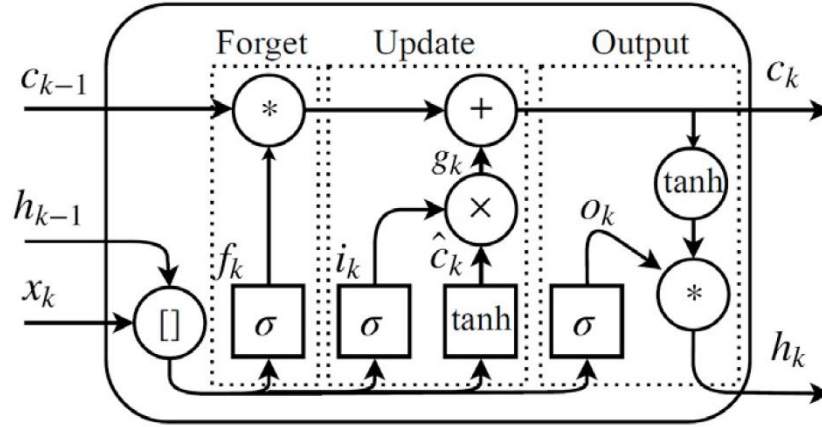 Forget Update Output
c_{k-1} * + c_k
g_k
tanh
h_{k-1} × o_k
f_k i_k ĉ_k
x_k [] σ σ tanh σ *
h_k